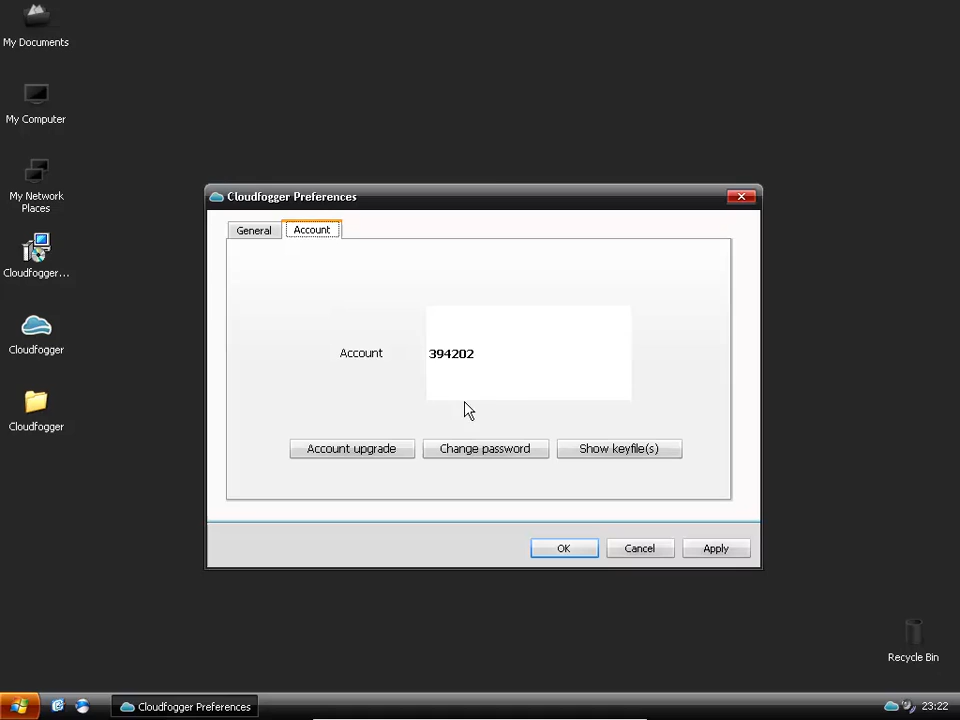 My Documents
My Computer
My Network
Places
Cloudfogger...
Cloudfogger
Cloudfogger
Cloudfogger Preferences
General
Account
Account
394202
Account upgrade
Change password
Show keyfile(s)
OK
Cancel
Apply
Recycle Bin
Cloudfogger Preferences
23:22